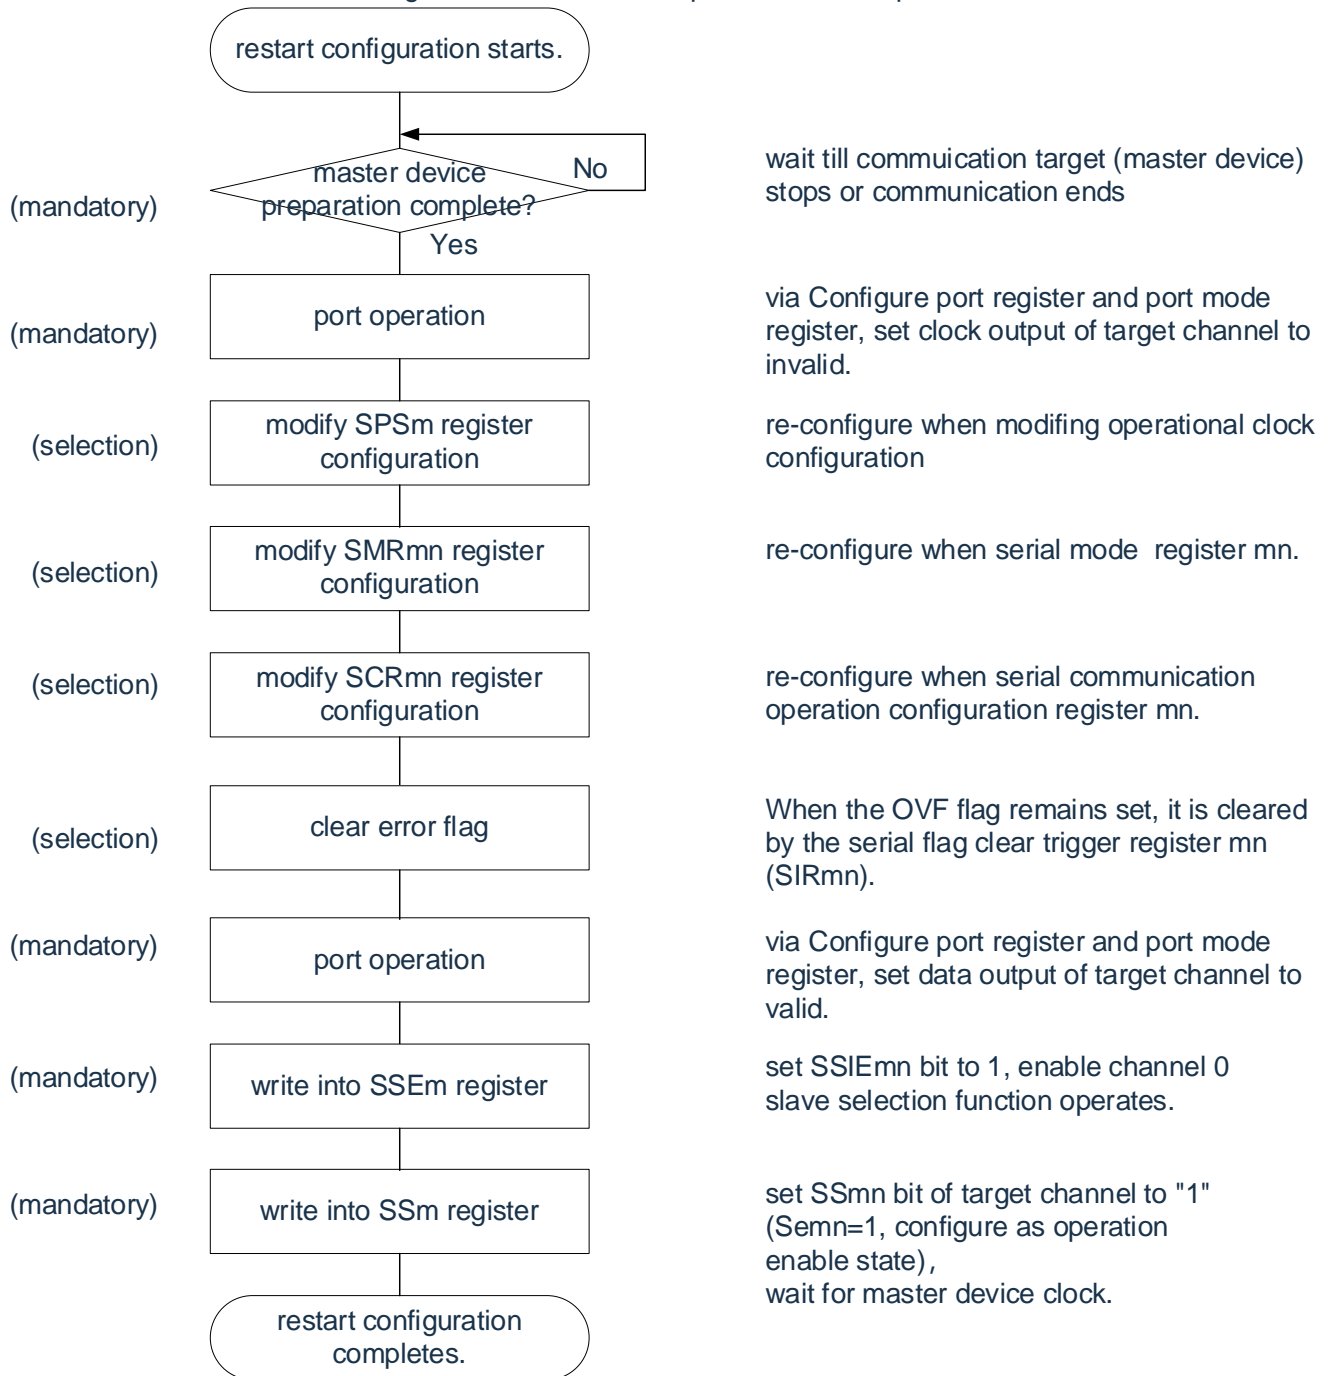 restart configuration starts.
No
master device
preparation complete?
(mandatory)
wait till commuication target (master device)
stops or communication ends
Yes
port operation
(mandatory)
via Configure port register and port mode
register, set clock output of target channel to
invalid.
modify SPSm register
configuration
(selection)
re-configure when modifing operational clock
configuration
modify SMRmn register
configuration
(selection)
re-configure when serial mode  register mn.
modify SCRmn register
configuration
(selection)
re-configure when serial communication
operation configuration register mn.
clear error flag
(selection)
When the OVF flag remains set, it is cleared
by the serial flag clear trigger register mn
(SIRmn).
(mandatory)
port operation
via Configure port register and port mode
register, set data output of target channel to
valid.
(mandatory)
write into SSEm register
set SSIEmn bit to 1, enable channel 0
slave selection function operates.
(mandatory)
write into SSm register
set SSmn bit of target channel to "1"
(Semn=1, configure as operation
enable state),
wait for master device clock.
restart configuration
completes.